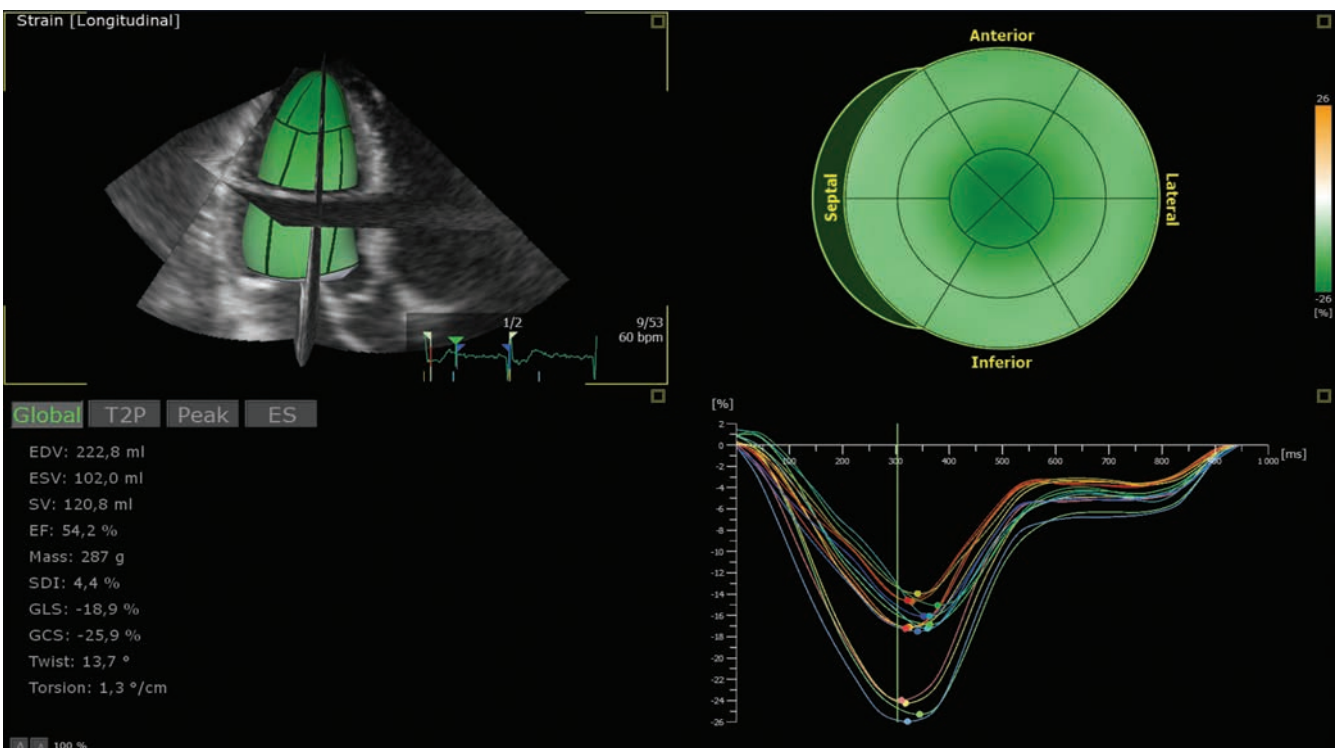 Strain [Longitudinal]
1/2
9/53
60 bpm
Anterior
Septal
Lateral
Inferior
26
-26
[%]
Global T2P Peak ES
EDV: 222,8 ml
ESV: 102,0 ml
SV: 120,8 ml
EF: 54,2 %
Mass: 287 g
SDI: 4,4 %
GLS: -18,9 %
GCS: -25,9 %
Twist: 13,7 °
Torsion: 1,3 °/cm
100 %
[%]
2
0
-2
-4
-6
-8
-10
-12
-14
-16
-18
-20
-22
-24
-26
100 200 300 400 500 600 700 800 900 1 000 [ms]